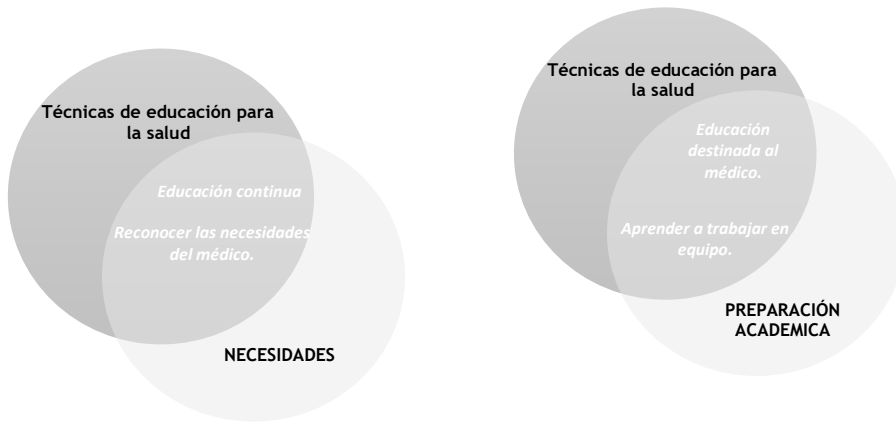 Técnicas de educación para
la salud
Educación continua
Reconocer las necesidades
del médico.
NECESIDADES
Técnicas de educación para
la salud
Educación
destinada al
médico.
Aprender a trabajar en
equipo.
PREPARACIÓN
ACADEMICA